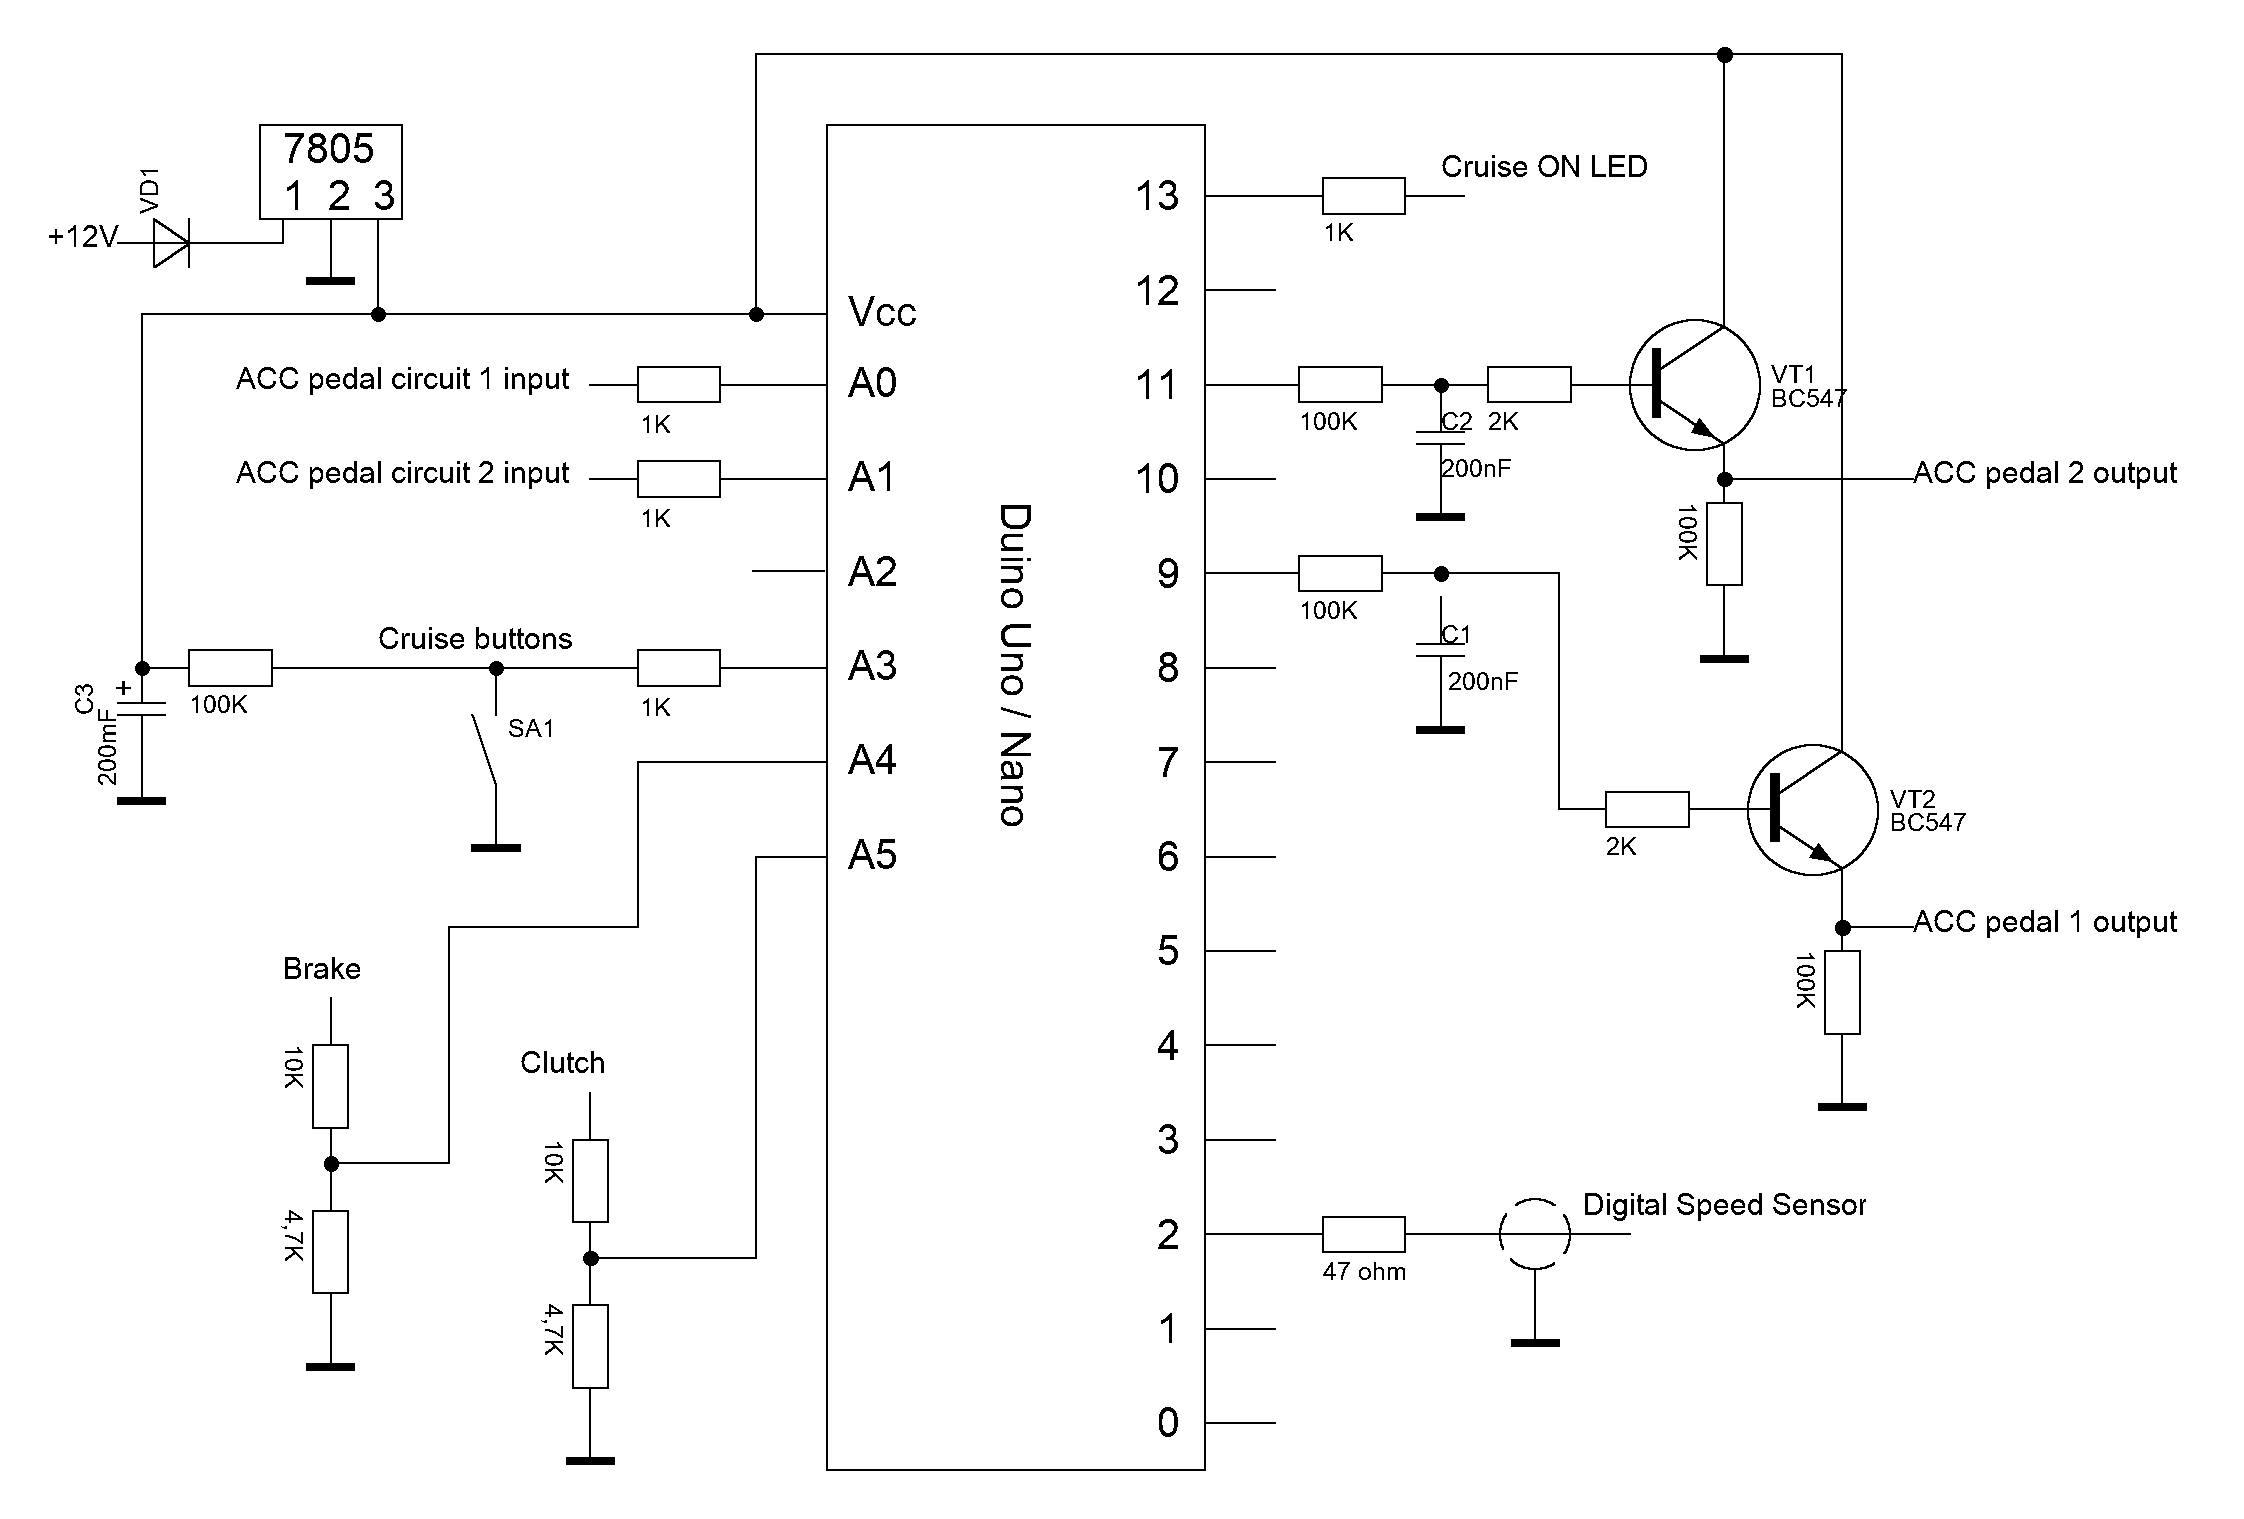 7805
1 2 3
VD1
+12V
Cruise ON LED
13
1K
12
Vcc
ACC pedal circuit 1 input
A0
1K
11
100K
C2
2K
200nF
VT1
BC547
ACC pedal circuit 2 input
A1
1K
10
ACC pedal 2 output
100K
Duino Uno / Nano
A2
9
100K
C1
200nF
Cruise buttons
A3
8
C3
+
200mF
100K
SA1
1K
A4
7
VT2
BC547
2K
A5
6
ACC pedal 1 output
100K
Brake
5
10K
Clutch
4
10K
3
4,7K
Digital Speed Sensor
2
47 ohm
4,7K
1
0